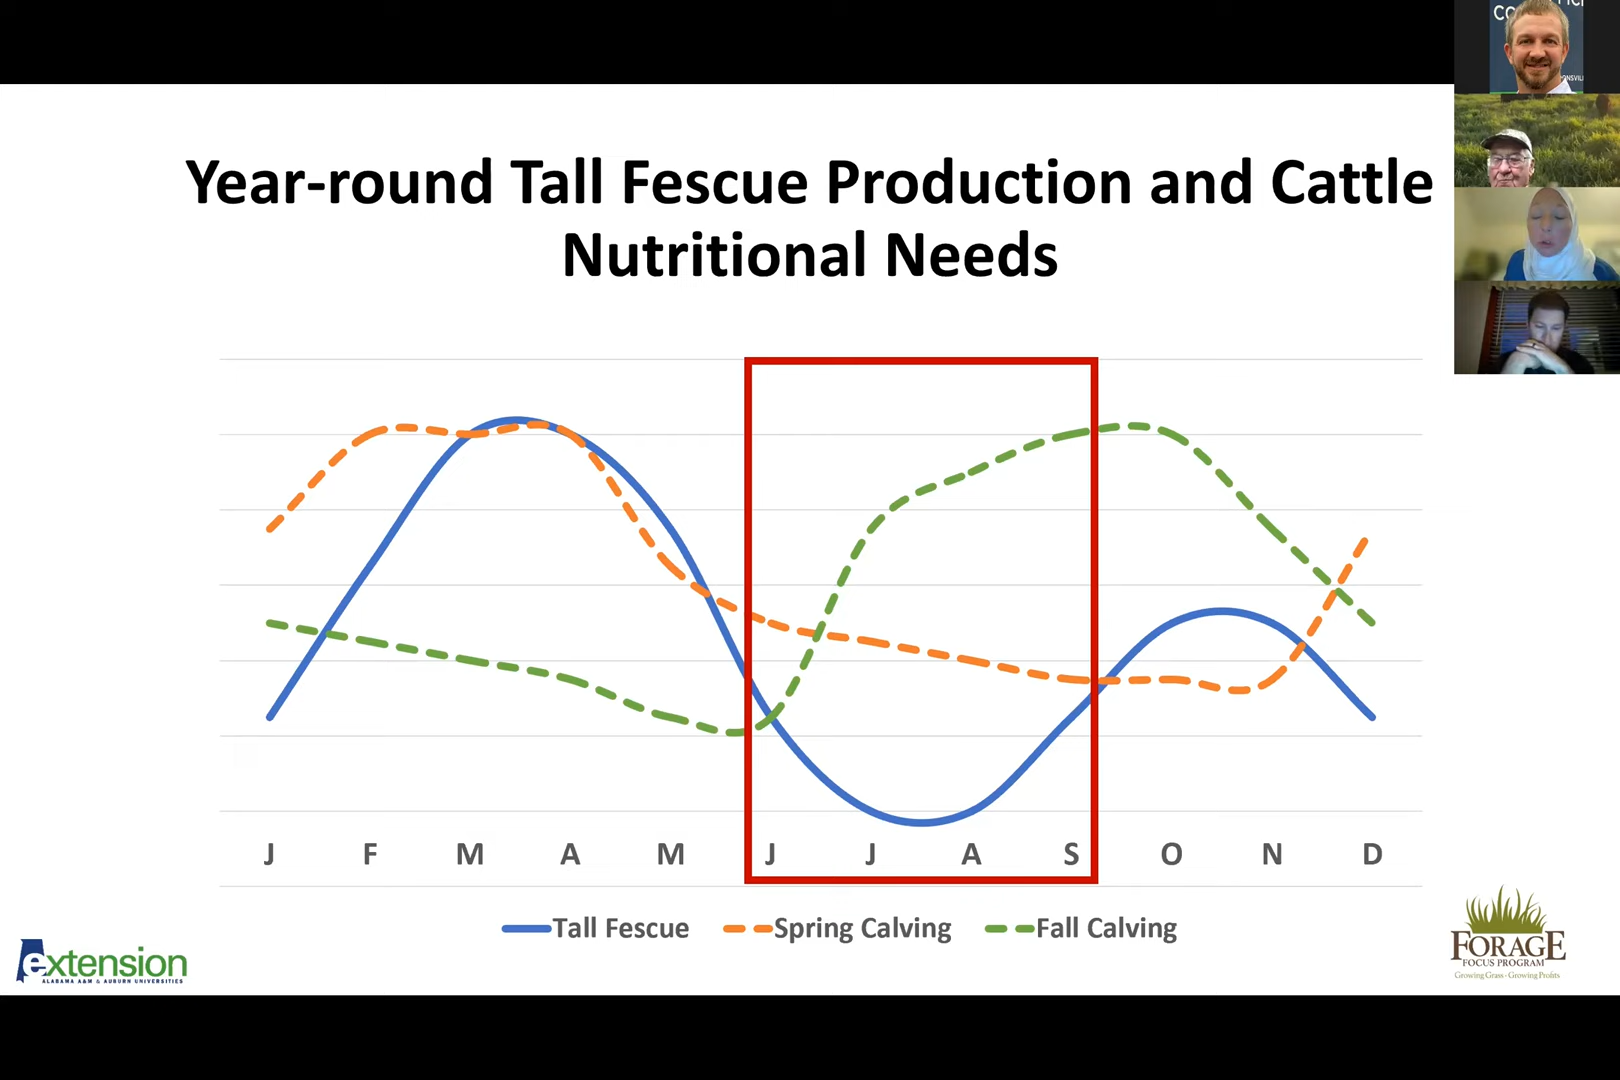 Year-round Tall Fescue Production and Cattle
Nutritional Needs
J F M A M J J A S O N D
Tall Fescue Spring Calving Fall Calving
extension
ALABAMA A&M & AUBURN UNIVERSITIES
FORAGE
FOCUS PROGRAM
Growing Grass - Growing Profits